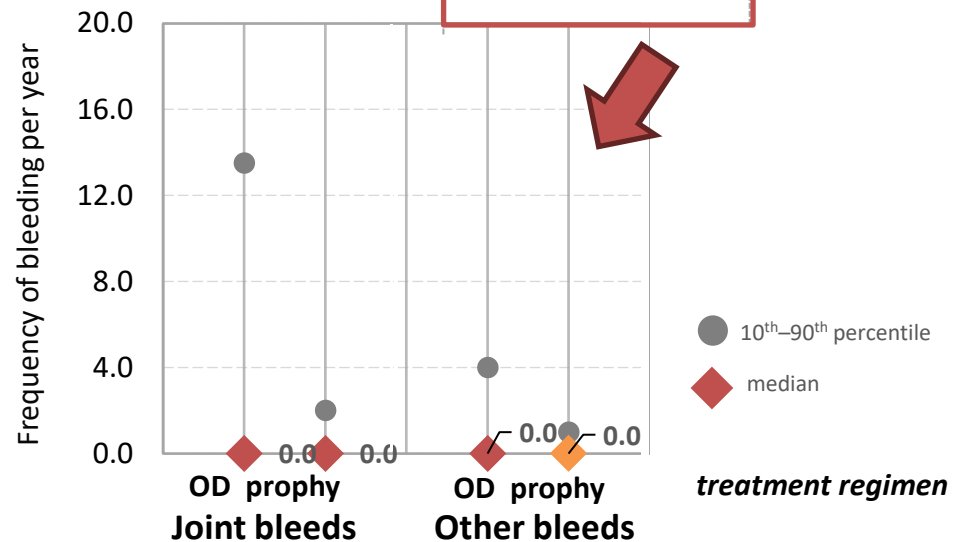 Frequency of bleeding per year
20.0
16.0
12.0
8.0
4.0
0.0
0.0
0.0
0.0
0.0
OD prophy
OD prophy
Joint bleeds
Other bleeds
10th–90th percentile
median
treatment regimen